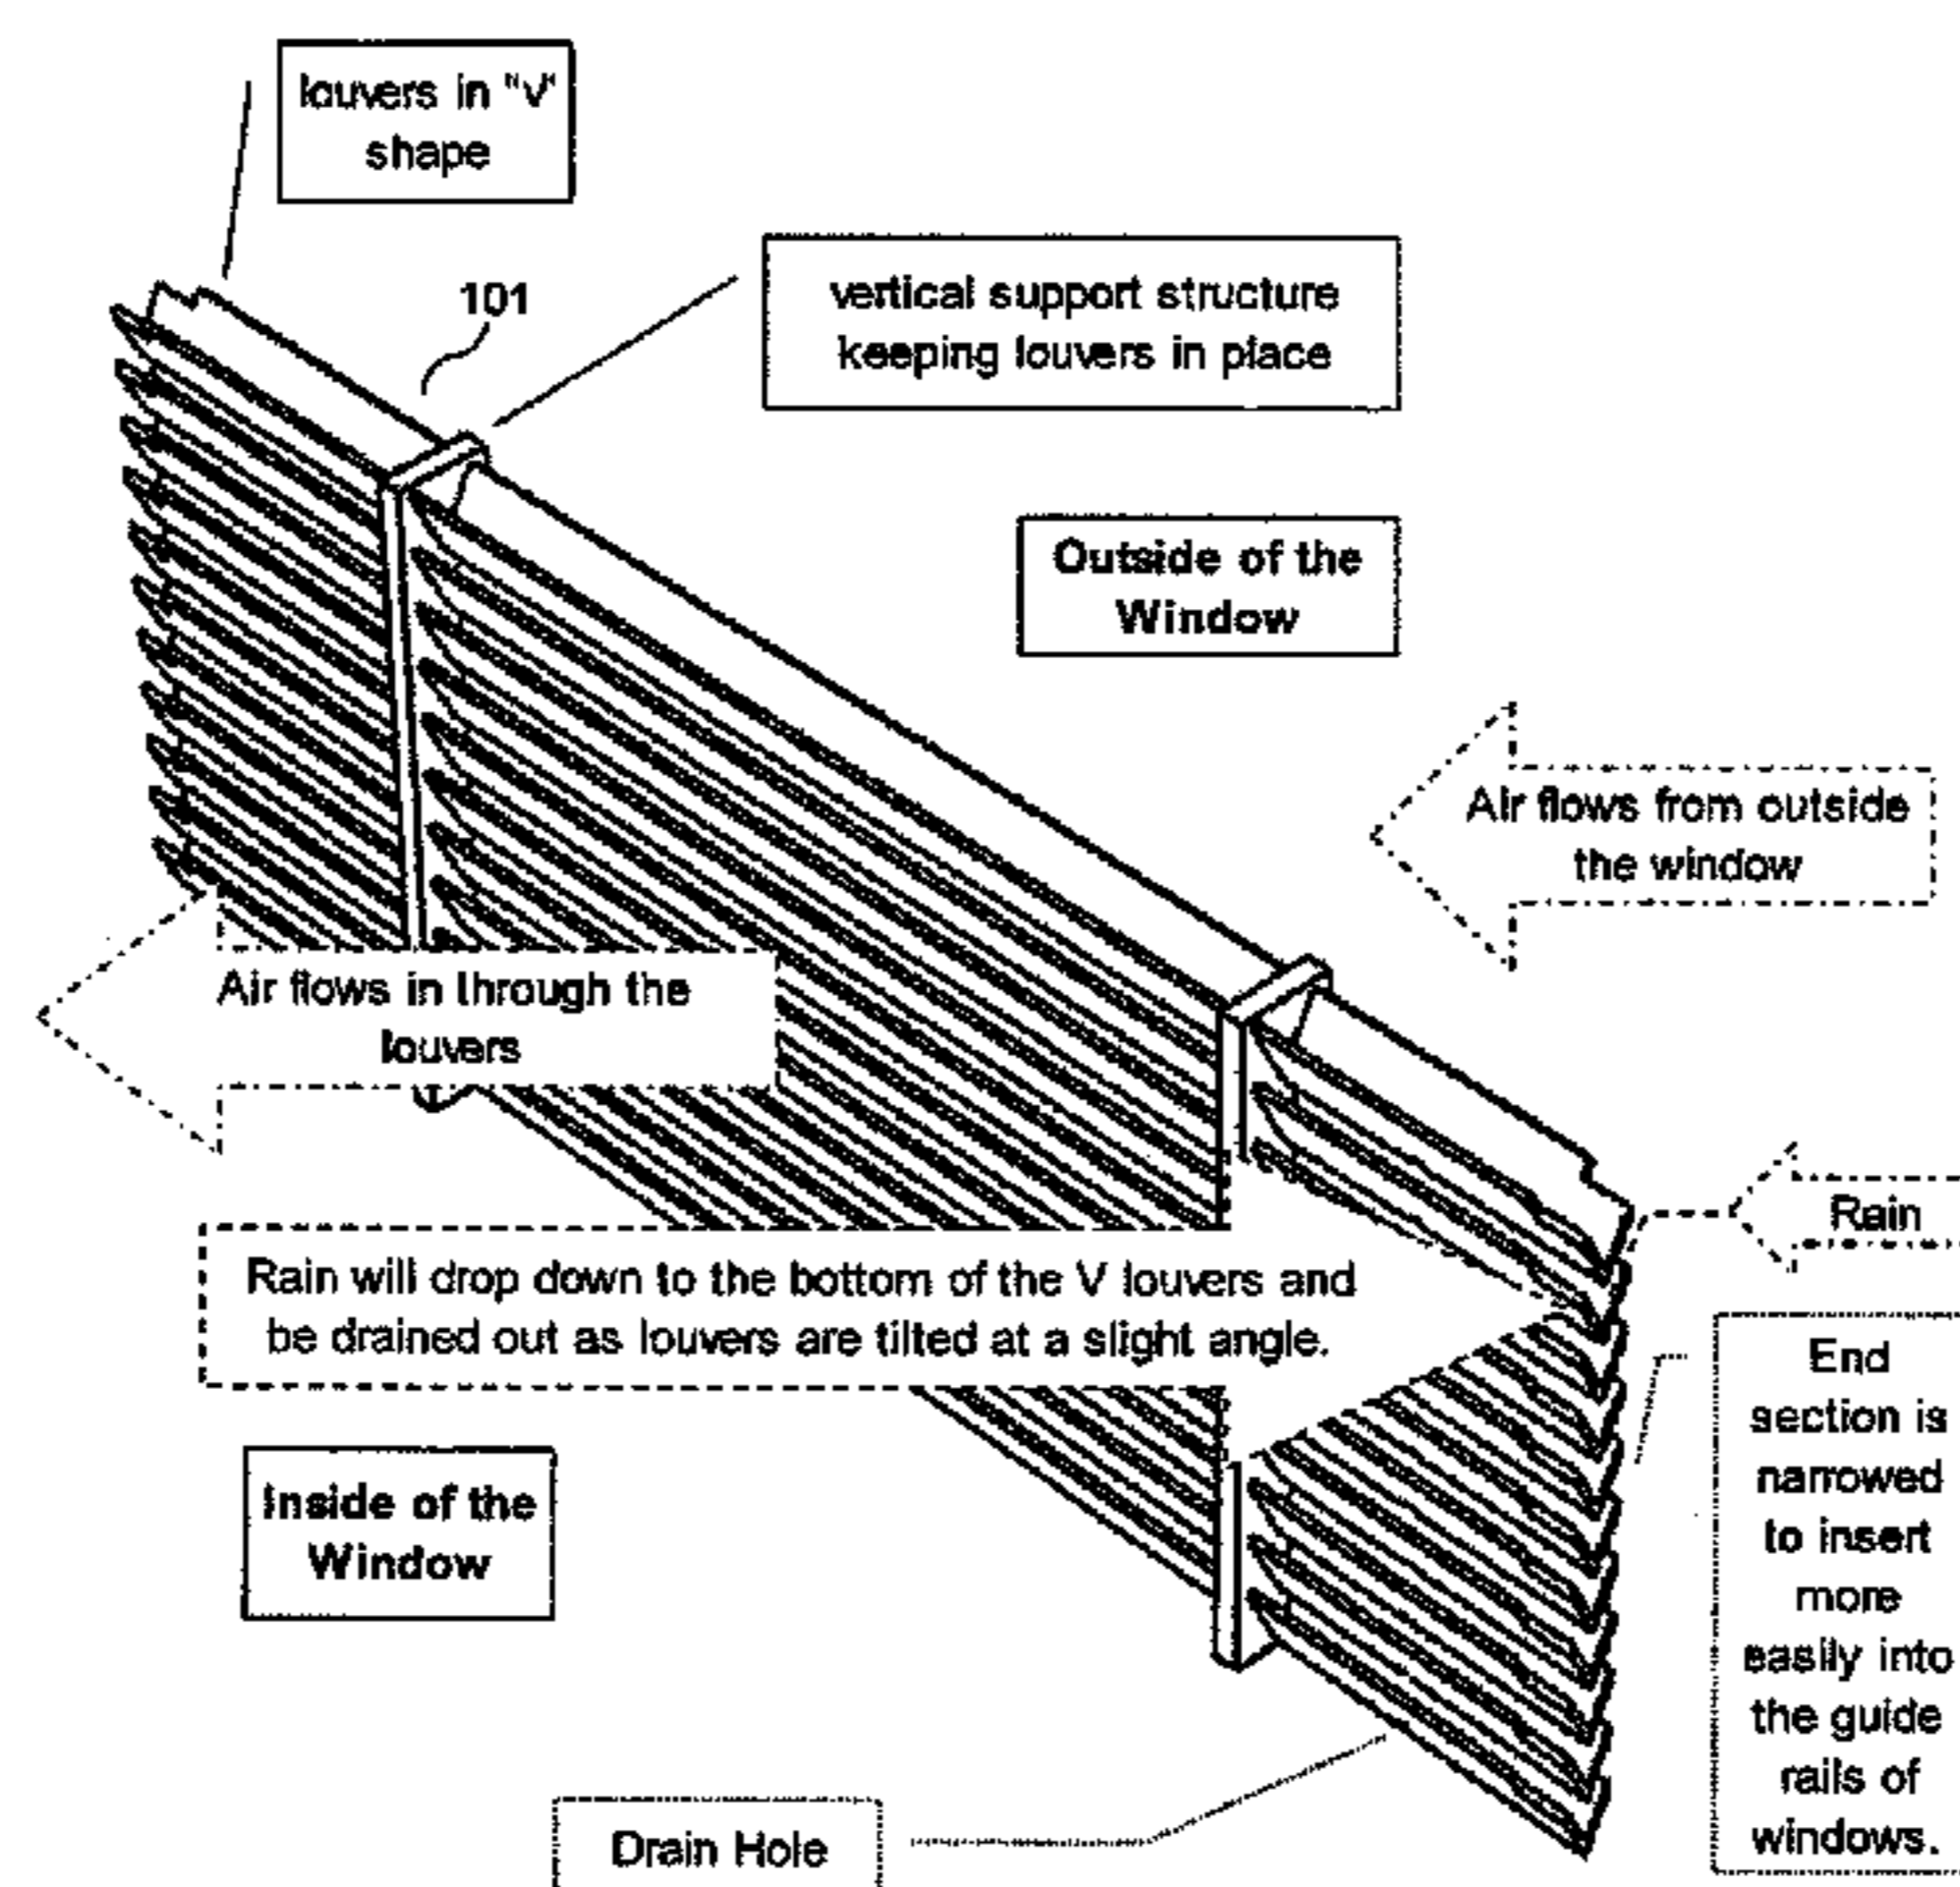 louvers in "v"
shape
101
vertical support structure
keeping louvers in place
Outside of the
Window
Air flows from outside
the window
Air flows in through the
louvers
Rain
Rain will drop down to the bottom of the V louvers and
be drained out as louvers are tilted at a slight angle.
End
section is
narrowed
to insert
more
easily into
the guide
rails of
windows.
Inside of the
Window
Drain Hole